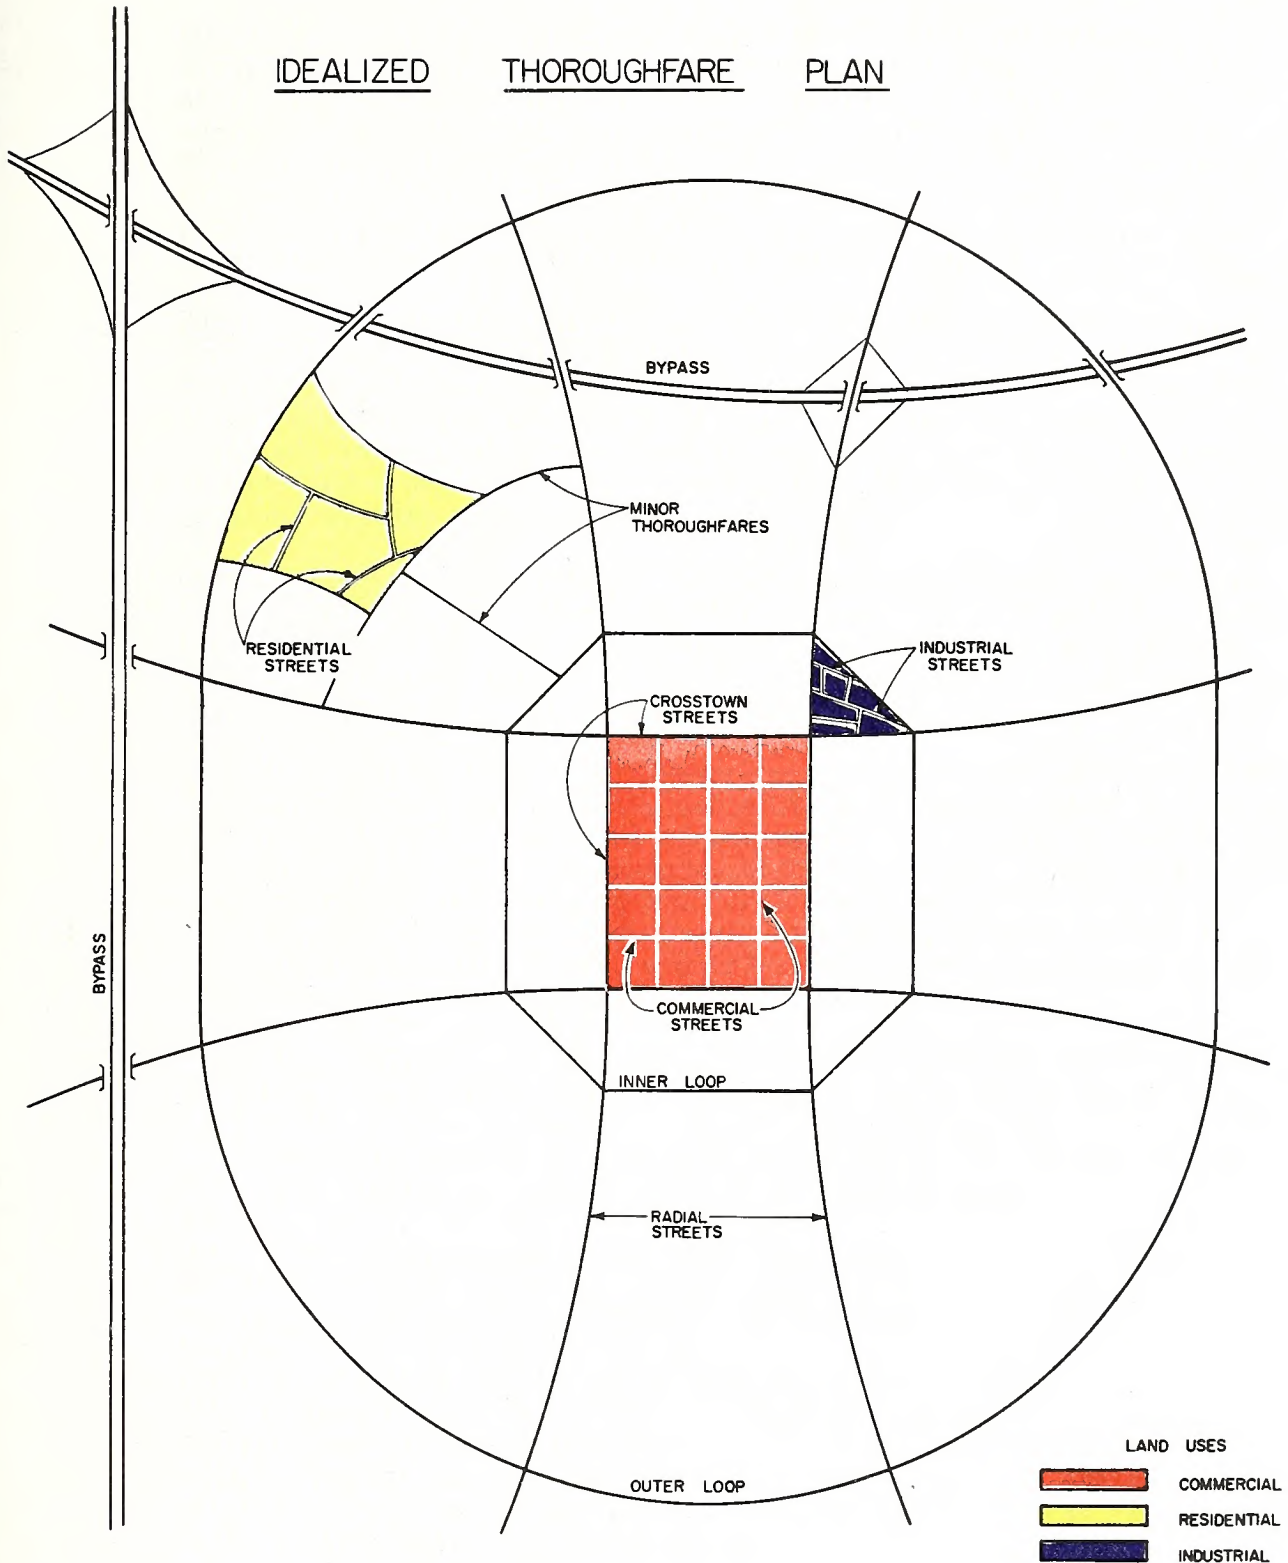 IDEALIZED THOROUGHFARE PLAN
BYPASS
MINOR
THOROUGHFARES
RESIDENTIAL
STREETS
INDUSTRIAL
STREETS
CROSSTOWN
STREETS
BYPASS
COMMERCIAL
STREETS
INNER LOOP
RADIAL
STREETS
OUTER LOOP
LAND USES
COMMERCIAL
RESIDENTIAL
INDUSTRIAL